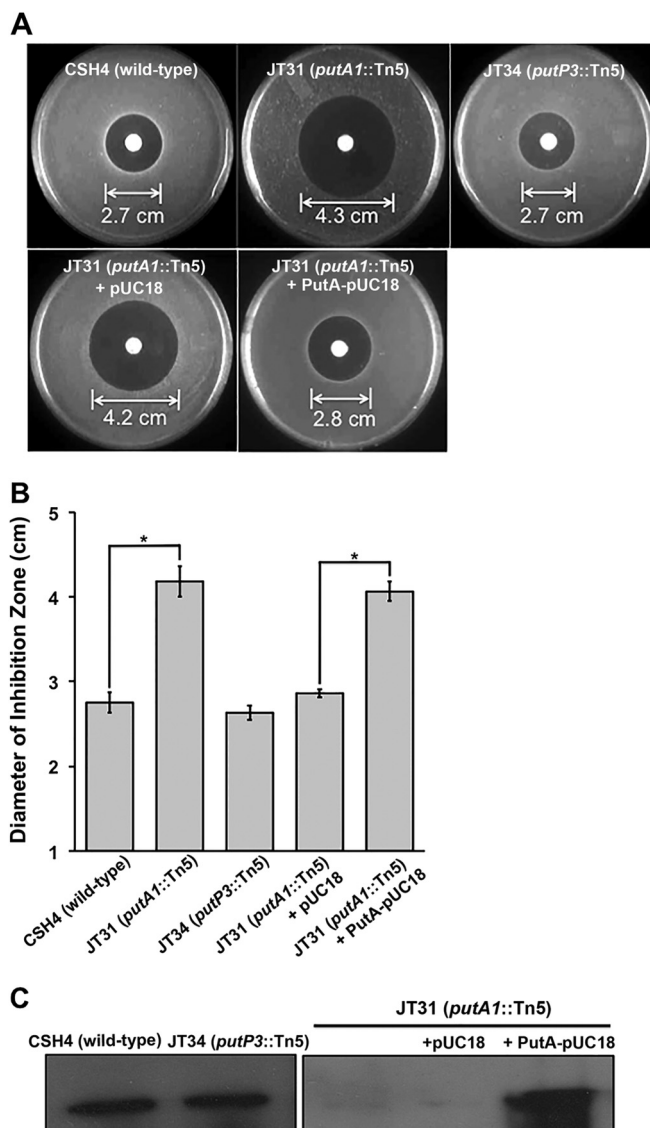 A
CSH4 (wild-type)
JT31 (putA1::Tn5)
JT34 (putP3::Tn5)
2.7 cm
4.3 cm
2.7 cm
JT31 (putA1::Tn5)
+ pUC18
JT31 (putA1::Tn5)
+ PutA-pUC18
4.2 cm
2.8 cm
B
Diameter of Inhibition Zone (cm)
5
4
3
2
1
*
*
CSH4 (wild-type)
JT31 (putA1::Tn5)
JT34 (putP3::Tn5)
JT31 (putA1::Tn5)
+ pUC18
JT31 (putA1::Tn5)
+ PutA-pUC18
C
JT31 (putA1::Tn5)
CSH4 (wild-type) JT34 (putP3::Tn5)
+pUC18 + PutA-pUC18